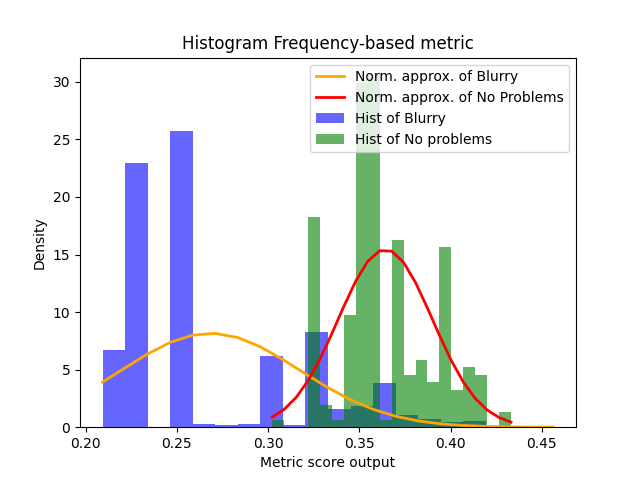 Histogram Frequency-based metric
Norm. approx. of Blurry
Norm. approx. of No Problems
Hist of Blurry
Hist of No problems
Density
30
25
20
15
10
5
0
0.20 0.25 0.30 0.35 0.40 0.45
Metric score output